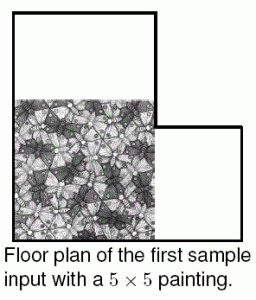 Floor plan of the first sample
input with a 5 × 5 painting.